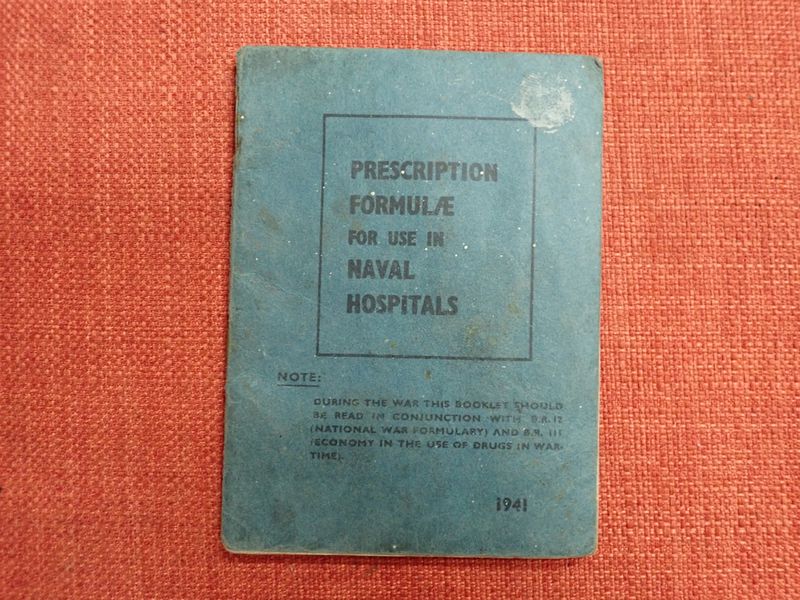 PRESCRIPTION
FORMULÆ
FOR USE IN
NAVAL
HOSPITALS
NOTE:
DURING THE WAR THIS BOOKLET SHOULD
BE READ IN CONJUNCTION WITH B.R. 12
(NATIONAL WAR FORMULARY) AND B.R. 111
(ECONOMY IN THE USE OF DRUGS IN WAR-
TIME).
1941